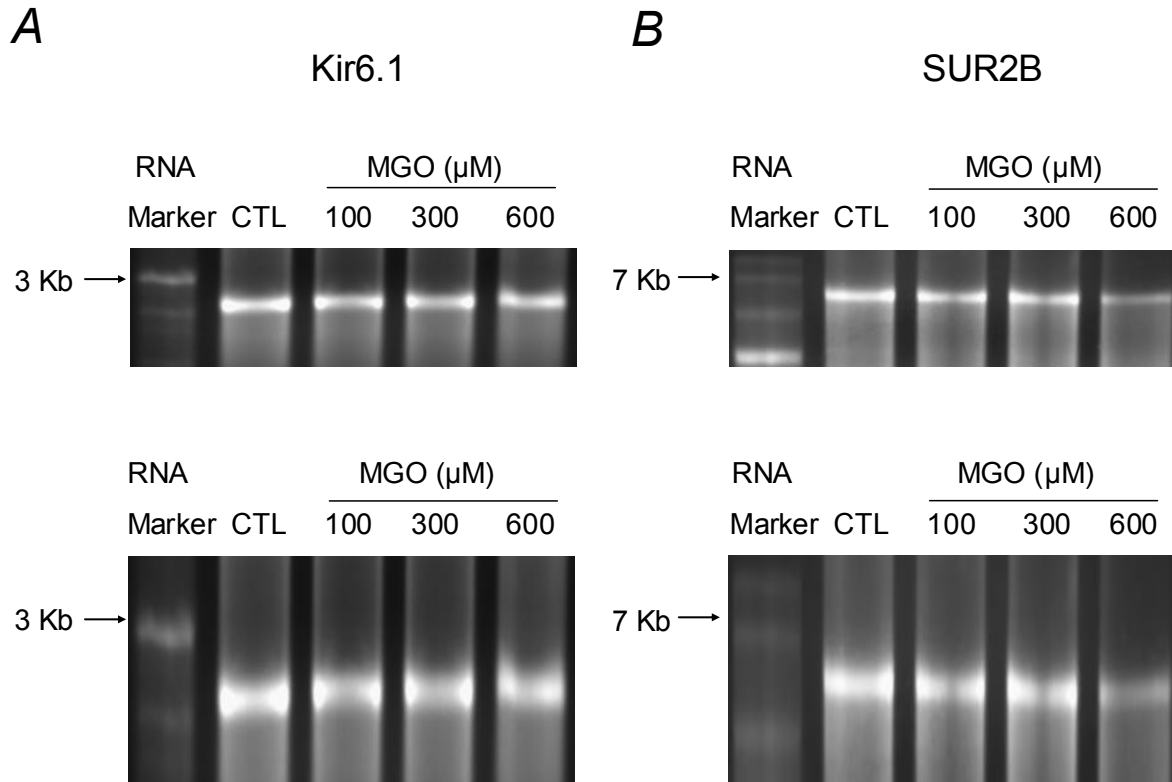 A
Kir6.1
RNA
MGO (µM)
Marker CTL 100 300 600
3 Kb
RNA
MGO (µM)
Marker CTL 100 300 600
3 Kb
B
SUR2B
RNA
MGO (µM)
Marker CTL 100 300 600
7 Kb
RNA
MGO (µM)
Marker CTL 100 300 600
7 Kb